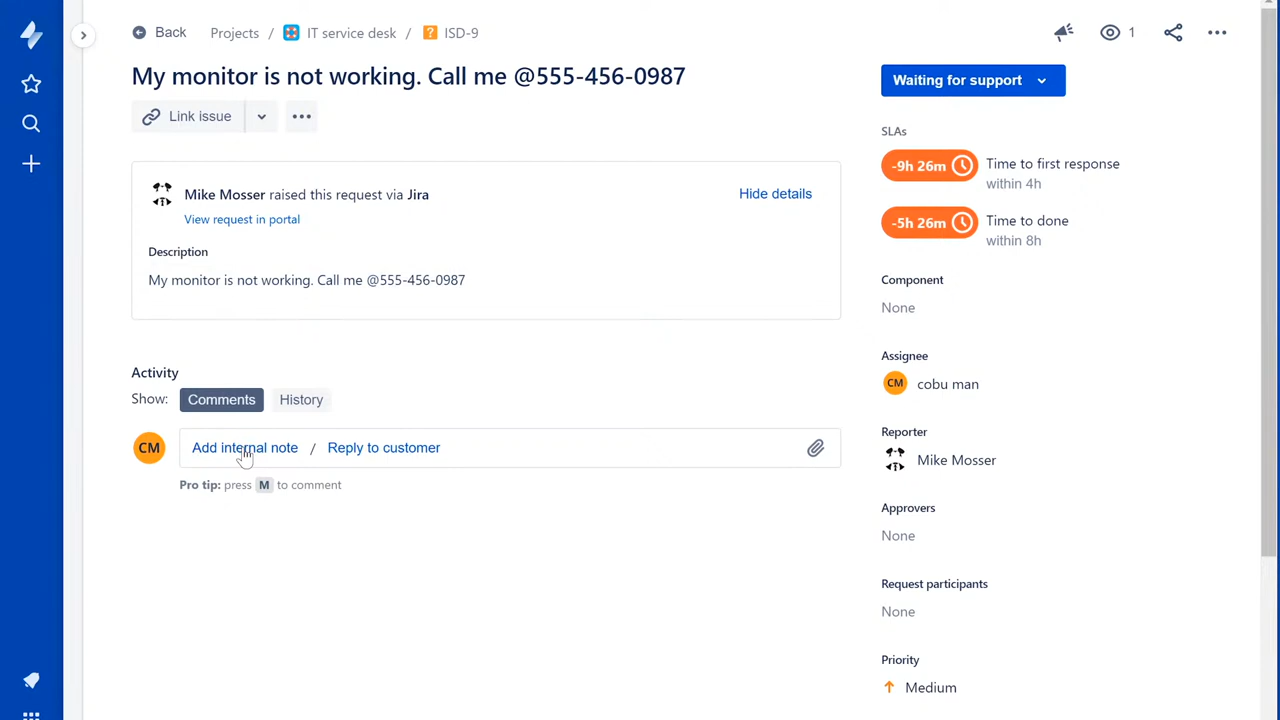 Back Projects / IT service desk / ISD-9 1
My monitor is not working. Call me @555-456-0987
Link issue
Mike Mosser raised this request via Jira
Hide details
View request in portal
Description
My monitor is not working. Call me @555-456-0987
Activity
Show: Comments History
CM Add internal note / Reply to customer
Pro tip: press M to comment
Waiting for support
SLAs
-9h 26m Time to first response
within 4h
-5h 26m Time to done
within 8h
Component
None
Assignee
CM cobu man
Reporter
Mike Mosser
Approvers
None
Request participants
None
Priority
Medium